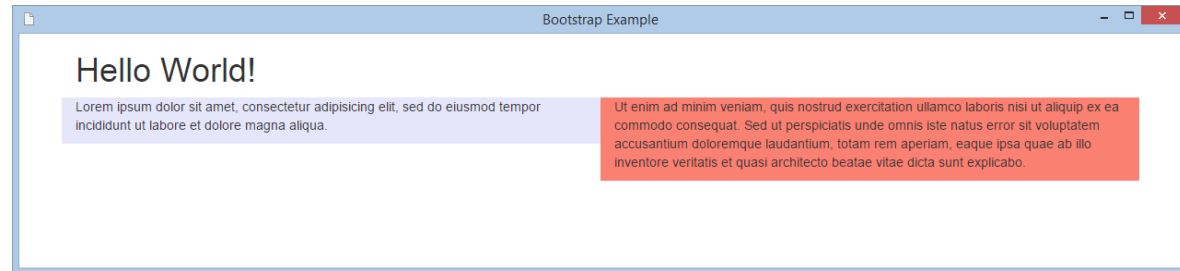 Bootstrap Example
Hello World!
Lorem ipsum dolor sit amet, consectetur adipisicing elit, sed do eiusmod tempor
incididunt ut labore et dolore magna aliqua.
Ut enim ad minim veniam, quis nostrud exercitation ullamco laboris nisi ut aliquip ex ea
commodo consequat. Sed ut perspiciatis unde omnis iste natus error sit voluptatem
accusantium doloremque laudantium, totam rem aperiam, eaque ipsa quae ab illo
inventore veritatis et quasi architecto beatae vitae dicta sunt explicabo.